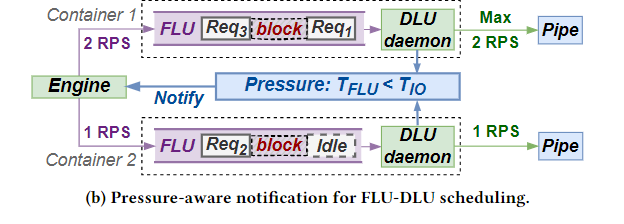 Container 1
FLU Req3 block Req1
DLU daemon
2 RPS
Max
2 RPS
Pipe
Engine
Notify
Pressure: TFLU < TIO
1 RPS
FLU Req2 block Idle
DLU daemon
1 RPS
Pipe
Container 2
(b) Pressure-aware notification for FLU-DLU scheduling.